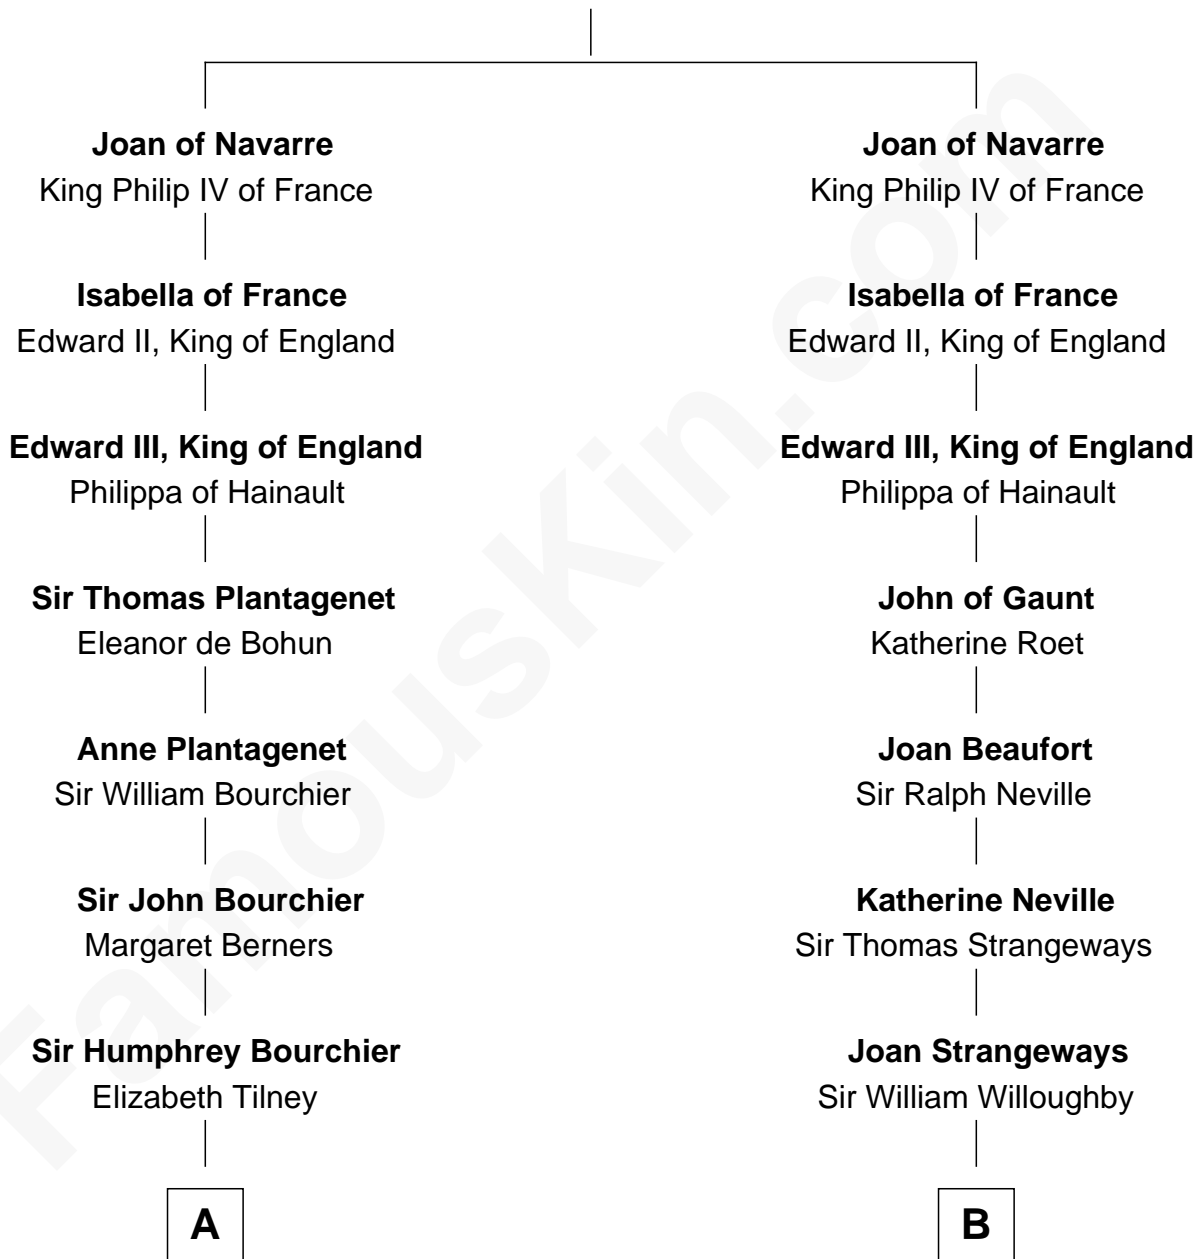 Joan of Navarre
King Philip IV of France
Isabella of France
Edward II, King of England
Edward III, King of England
Philippa of Hainault
Sir Thomas Plantagenet
Eleanor de Bohun
Anne Plantagenet
Sir William Bourchier
Sir John Bourchier
Margaret Berners
Sir Humphrey Bourchier
Elizabeth Tilney
A
Joan of Navarre
King Philip IV of France
Isabella of France
Edward II, King of England
Edward III, King of England
Philippa of Hainault
John of Gaunt
Katherine Roet
Joan Beaufort
Sir Ralph Neville
Katherine Neville
Sir Thomas Strangeways
Joan Strangeways
Sir William Willoughby
B
FamousKin.com